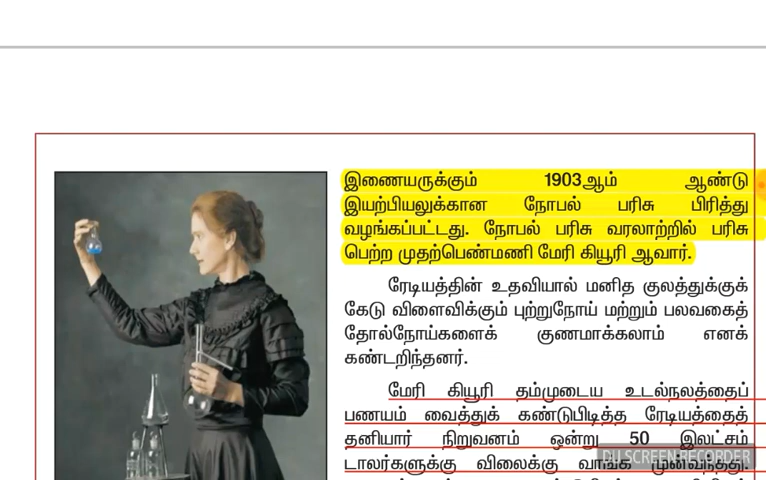 இணையருக்கும் 1903ஆம் ஆண்டு
இயற்பியலுக்கான நோபல் பரிசு பிரித்து
வழங்கப்பட்டது. நோபல் பரிசு வரலாற்றில் பரிசு
பெற்ற முதற்பெண்மணி மேரி கியூரி ஆவார்.
ரேடியத்தின் உதவியால் மனித குலத்துக்குக்
கேடு விளைவிக்கும் புற்றுநோய் மற்றும் பலவகைத்
தோல்நோய்களைக் குணமாக்கலாம் எனக்
கண்டறிந்தனர்.
மேரி கியூரி தம்முடைய உடல்நலத்தைப்
பணயம் வைத்துக் கண்டுபிடித்த ரேடியத்தைத்
தனியார் நிறுவனம் ஒன்று 50 இலட்சம்
டாலர்களுக்கு விலைக்கு வாங்க முன்வந்தது.
DU SCREEN RECORDER